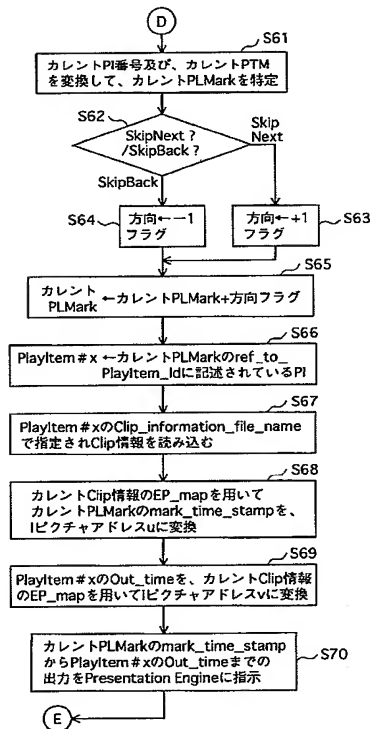 D
S61
カレントPI番号及び、カレントPTM
を変換して、カレントPLMarkを特定
S62
SkipNext ?
/SkipBack ?
Skip
Next
SkipBack
S64
方向←－1
フラグ
方向←+1
フラグ
S63
S65
カレント
PLMark ←カレントPLMark+方向フラグ
S66
PlayItem＃x ←カレントPLMarkのref_to_
PlayItem_Idに記述されているPI
S67
PlayItem＃xのClip_information_file_name
で指定されClip情報を読み込む
S68
カレントClip情報のEP_mapを用いて
カレントPLMarkのmark_time_stampを、
Iピクチャアドレスuに変換
S69
PlayItem＃xのOut_timeを、カレントClip情報
のEP_mapを用いてIピクチャアドレスvに変換
S70
カレントPLMarkのmark_time_stamp
からPlayItem＃xのOut_timeまでの
出力をPresentation Engineに指示
E